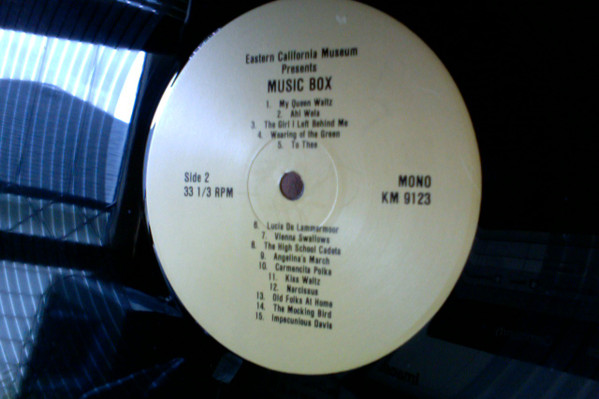 Eastern California Museum
Presents
MUSIC BOX
1. My Queen Waltz
2. Ahi Wela
3. The Girl I Left Behind Me
4. Wearing of the Green
5. To Thee
Side 2
33 1/3 RPM
MONO
KM 9123
6. Lucia De Lammarmoor
7. Vienna Swallows
8. The High School Cadets
9. Angelina's March
10. Carmencita Polka
11. Kiss Waltz
12. Narcissus
13. Old Folks At Home
14. The Mocking Bird
15. Impecunious Davis